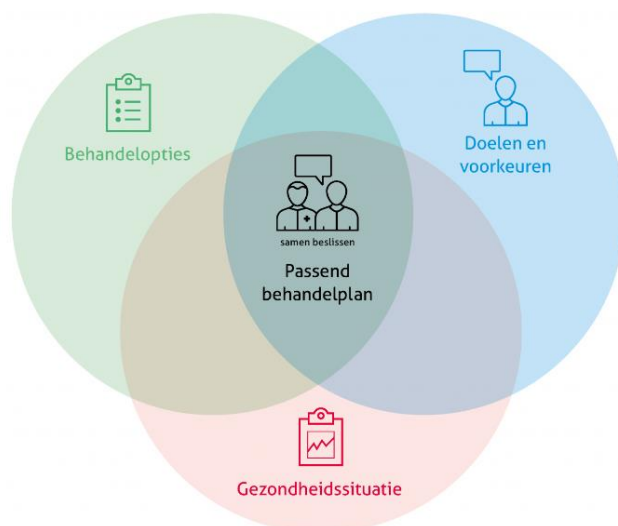 Behandelopties
Doelen en
voorkeuren
samen beslissen
Passend
behandelplan
Gezondheidssituatie